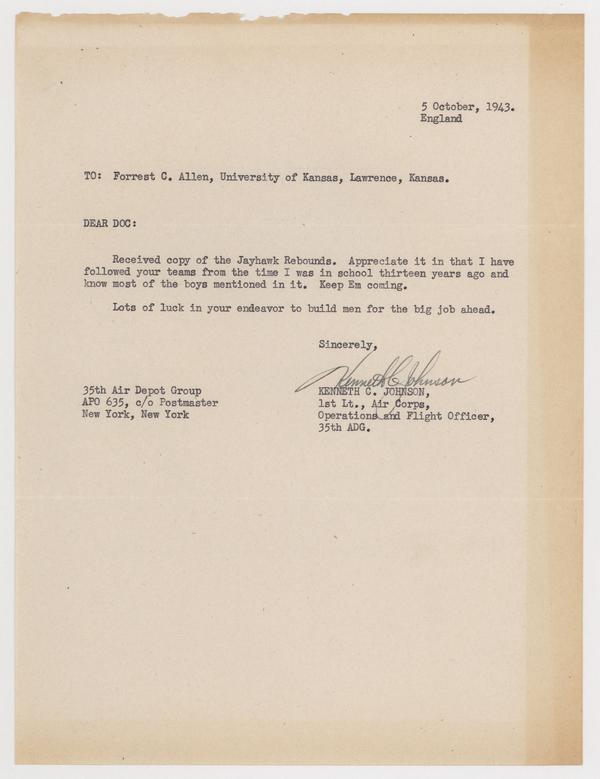 5 October, 1943.
England
TO: Forrest C. Allen, University of Kansas, Lawrence, Kansas.
DEAR DOC:
Received copy of the Jayhawk Rebounds. Appreciate it in that I have
followed your teams from the time I was in school thirteen years ago and
know most of the boys mentioned in it. Keep Em coming.
Lots of luck in your endeavor to build men for the big job ahead.
Sincerely,
Kenneth C Johnson
KENNETH C. JOHNSON,
1st Lt., Air Corps,
Operations and Flight Officer,
35th ADG.
35th Air Depot Group
APO 635, c/o Postmaster
New York, New York